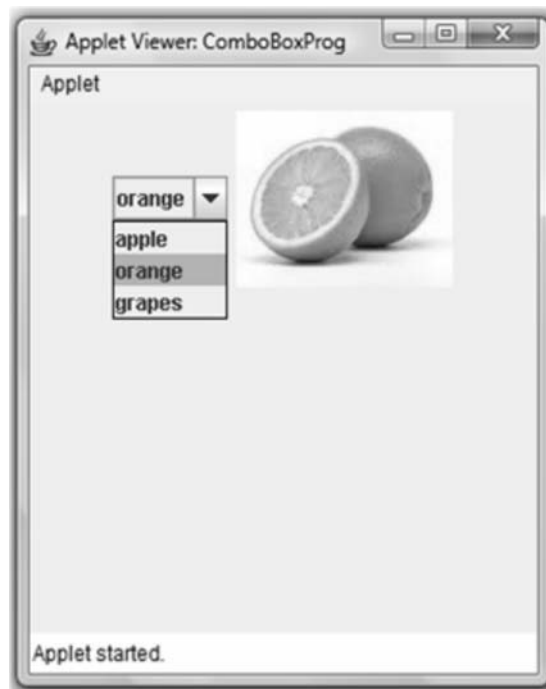 Applet Viewer: ComboBoxProg
Applet
orange
apple
orange
grapes
Applet started.